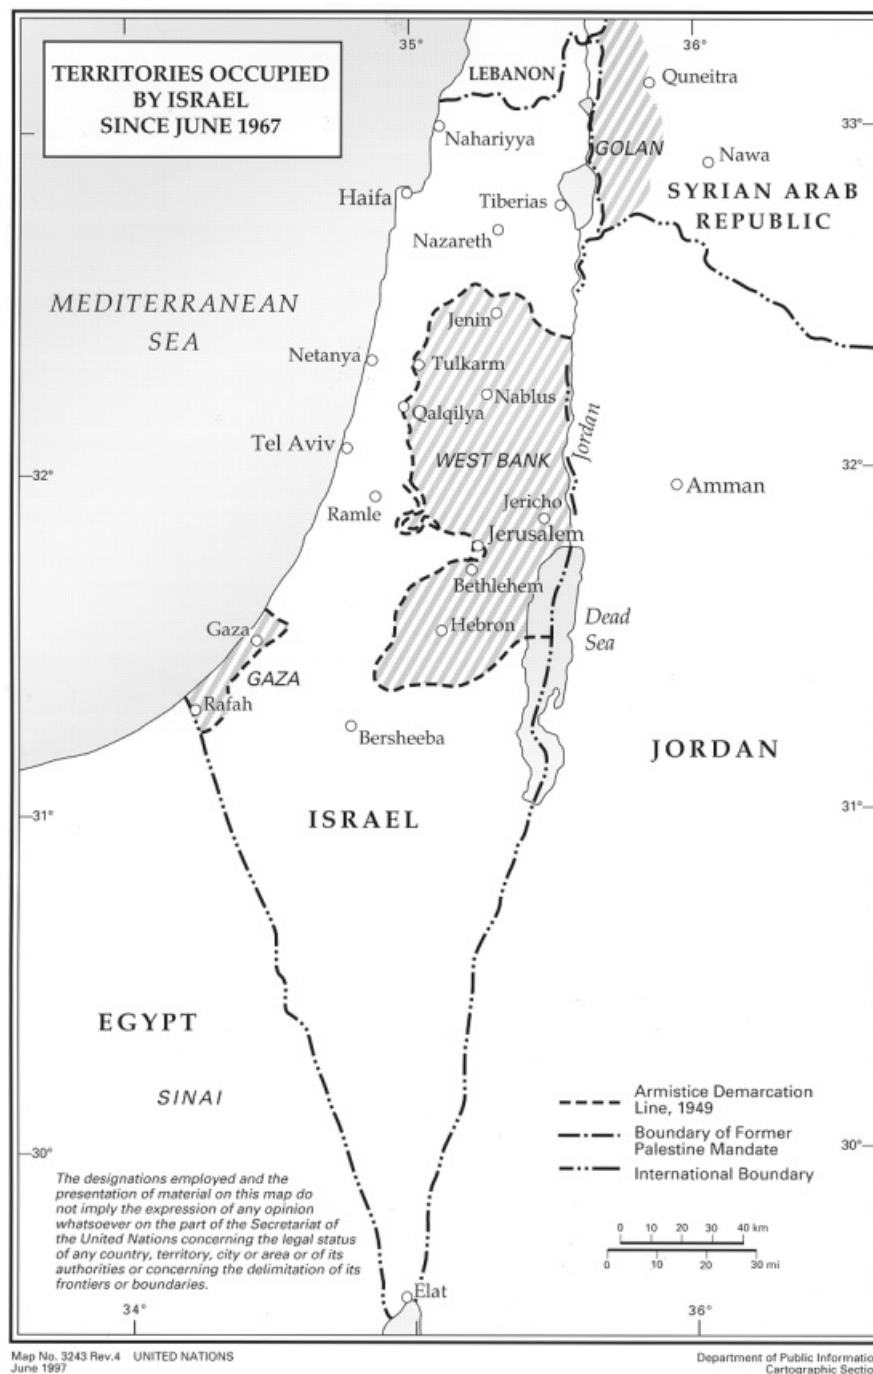 TERRITORIES OCCUPIED
BY ISRAEL
SINCE JUNE 1967
35°
36°
LEBANON
Quneitra
33°
Nahariyya
GOLAN
Nawa
Haifa
Tiberias
SYRIAN ARAB
REPUBLIC
Nazareth
MEDITERRANEAN
SEA
Jenin
Netanya
Tulkarm
Nablus
Qalqilya
Jordan
Tel Aviv
WEST BANK
32°
32°
Amman
Jericho
Ramle
Jerusalem
Bethlehem
Dead
Sea
Gaza
Hebron
GAZA
Rafah
Bersheeba
JORDAN
31°
31°
ISRAEL
EGYPT
SINAI
Armistice Demarcation
Line, 1949
Boundary of Former
Palestine Mandate
International Boundary
30°
30°
The designations employed and the
presentation of material on this map do
not imply the expression of any opinion
whatsoever on the part of the Secretariat of
the United Nations concerning the legal status
of any country, territory, city or area or of its
authorities or concerning the delimitation of its
frontiers or boundaries.
0 10 20 30 40 km
0 10 20 30 mi
Elat
34°
36°
Map No. 3243 Rev.4 UNITED NATIONS
June 1997
Department of Public Informatio
Cartographic Sectio